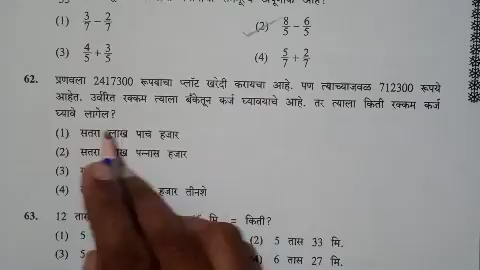 (1) 3/7 − 2/7
(2) 8/5 − 6/5
(3) 4/5 + 3/5
(4) 5/7 + 2/7
62. प्रणवला 2417300 रूपयाचा प्लॉट खरेदी करायचा आहे. पण त्याच्याजवळ 712300 रूपये
आहेत. उर्वरित रक्कम त्याला बँकेतून कर्ज घ्यावयाचे आहे. तर त्याला किती रक्कम कर्ज
घ्यावे लागेल?
(1) सतरा लाख पाच हजार
(2) सतरा लाख पन्नास हजार
(3)
(4) हजार तीनशे
63. 12 तास मि. = किती?
(1) 5
(2) 5 तास 33 मि.
(3) 5
6 तास 27 मि.